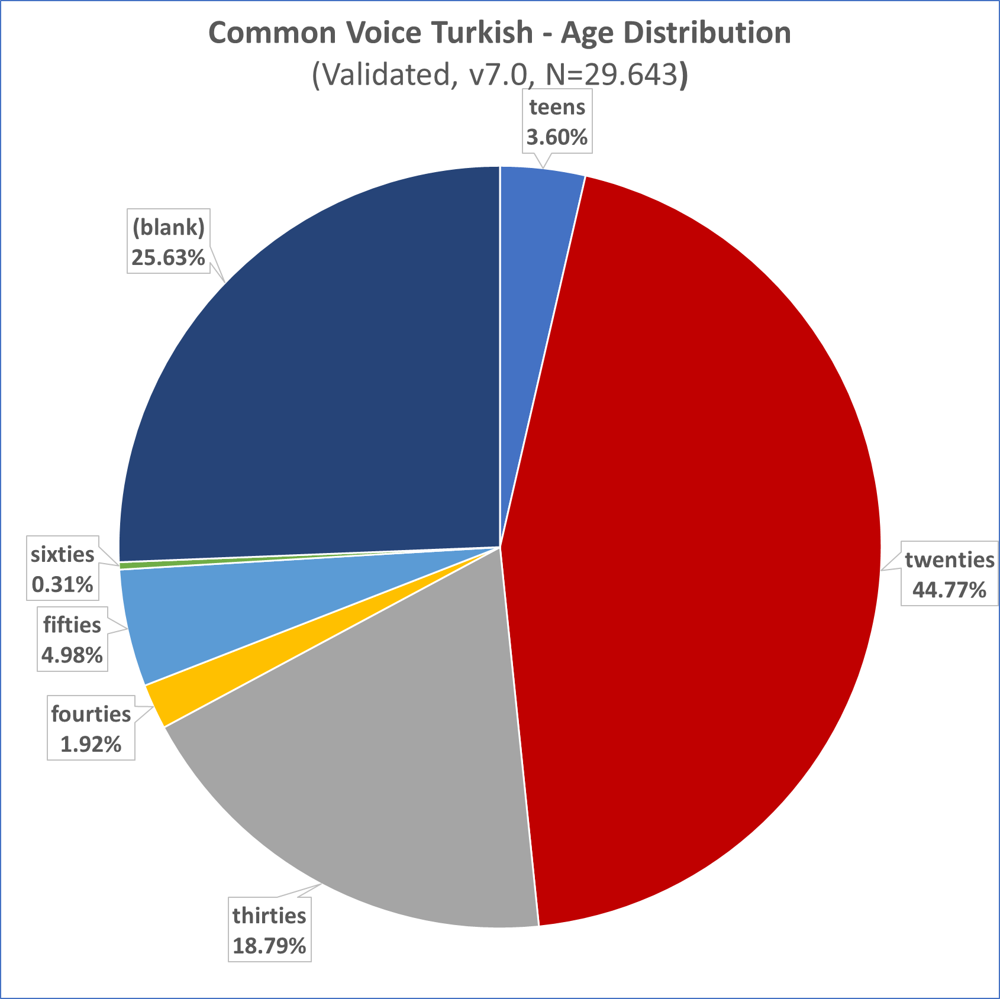 Common Voice Turkish - Age Distribution
(Validated, v7.0, N=29.643)
teens
3.60%
(blank)
25.63%
sixties
0.31%
twenties
44.77%
fifties
4.98%
fourties
1.92%
thirties
18.79%